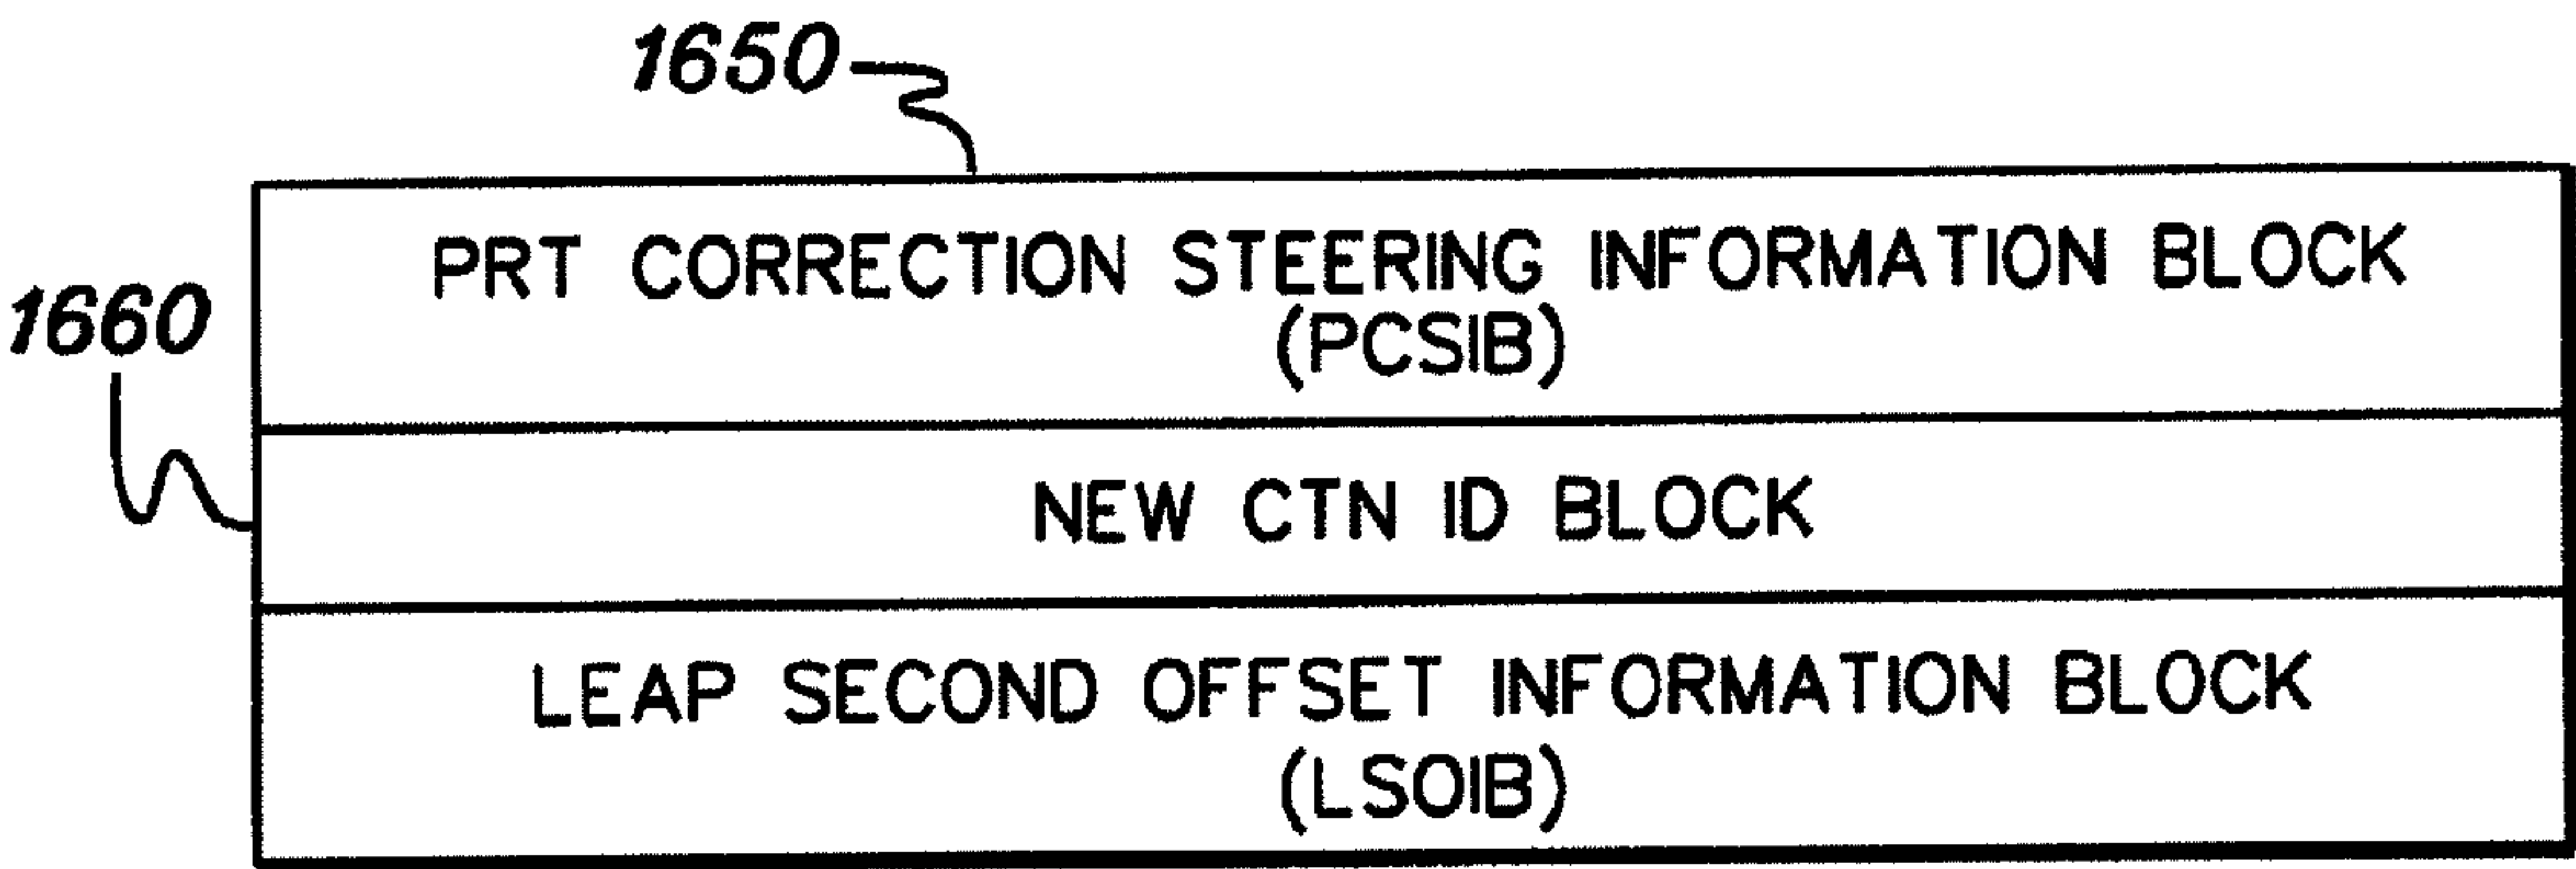 1650
PRT CORRECTION STEERING INFORMATION BLOCK
(PCSIB)
1660
NEW CTN ID BLOCK
LEAP SECOND OFFSET INFORMATION BLOCK
(LSOIB)